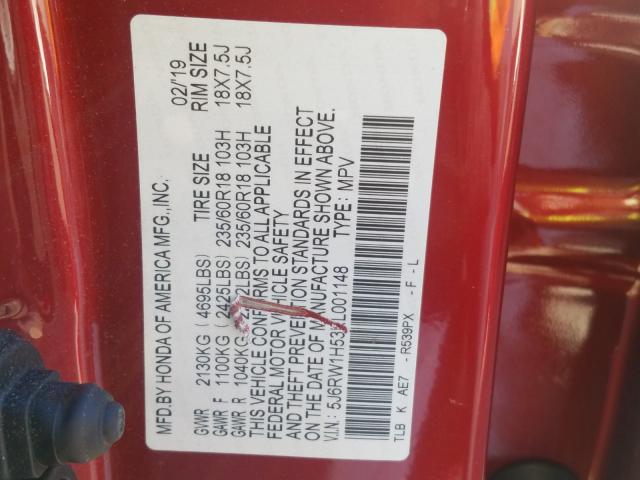 MFD.BY HONDA OF AMERICA MFG.,INC. 02/'19
TIRE SIZE RIM SIZE
GVWR 2130KG (4695LBS)
GAWR F 1100KG (2425LBS) 235/60R18 103H 18X7.5J
GAWR R 1040KG LBS) 235/60R18 103H 18X7.5J
THIS VEHICLE CONFORMS TO ALL APPLICABLE
FEDERAL MOTOR VEHICLE SAFETY
AND THEFT PREVENTION STANDARDS IN EFFECT
ON THE DATE OF MANUFACTURE SHOWN ABOVE.
V.I.N.: TYPE: MPV
TLB K AE7 - R539PX - F - L